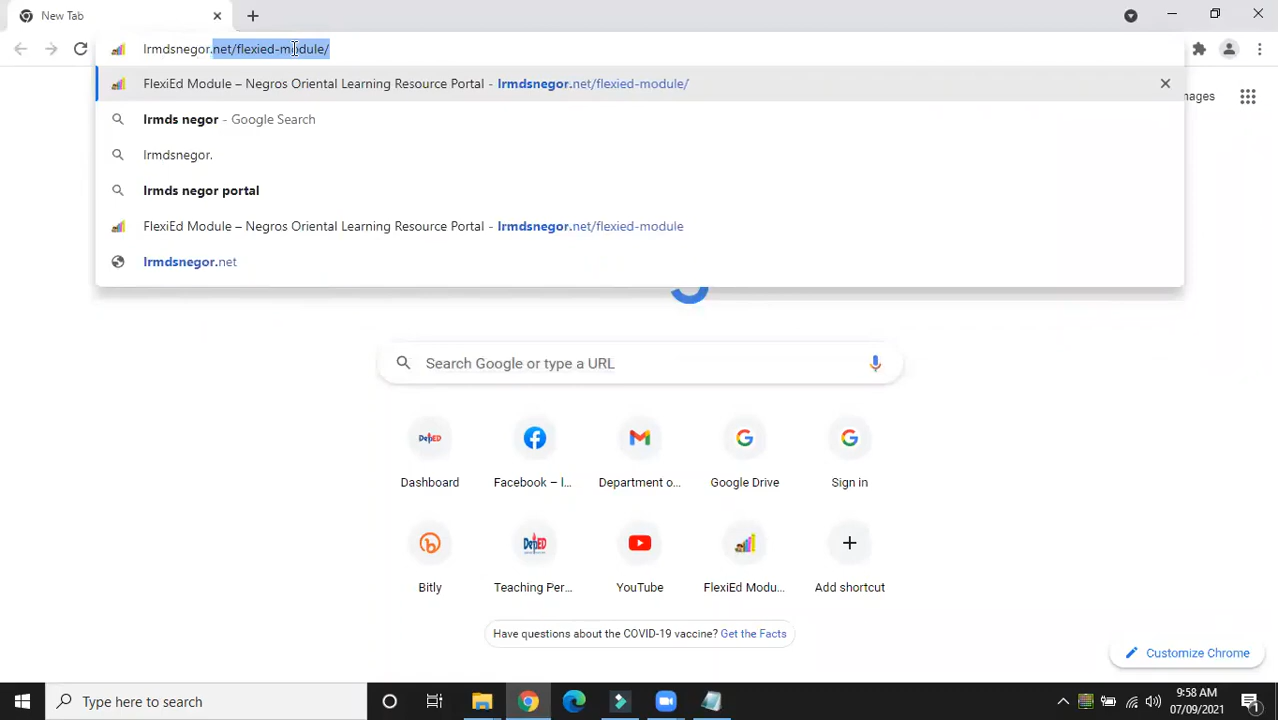 New Tab
lrmdsnegor.net/flexied-module/
FlexiEd Module – Negros Oriental Learning Resource Portal - lrmdsnegor.net/flexied-module/
lrmds negor - Google Search
lrmdsnegor.
lrmds negor portal
FlexiEd Module – Negros Oriental Learning Resource Portal - lrmdsnegor.net/flexied-module
lrmdsnegor.net
Search Google or type a URL
Dashboard
Facebook – l...
Department o...
Google Drive
Sign in
Bitly
Teaching Per...
YouTube
FlexiEd Modu...
Add shortcut
Have questions about the COVID-19 vaccine? Get the Facts
Customize Chrome
Type here to search
9:58 AM
07/09/2021